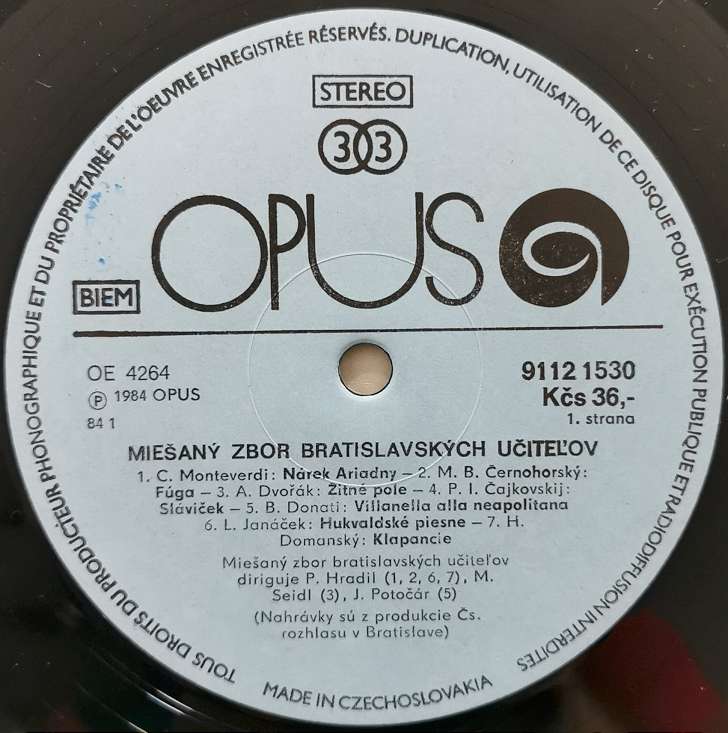 TOUS DROITS DU PRODUCTEUR PHONOGRAPHIQUE ET DU PROPRIÉTAIRE DE L'OEUVRE ENREGISTRÉE RÉSERVÉS. DUPLICATION, UTILISATION DE CE DISQUE POUR EXÉCUTION PUBLIQUE ET RADIODIFFUSION INTERDITES
STEREO
33
OPUS
BIEM
OE 4264
℗ 1984 OPUS
84 1
9112 1530
Kčs 36,-
1. strana
MIEŠANÝ ZBOR BRATISLAVSKÝCH UČITEĽOV
1. C. Monteverdi: Nárek Ariadny – 2. M. B. Černohorský:
Fúga – 3. A. Dvořák: Žitné pole – 4. P. I. Čajkovskij:
Sláviček – 5. B. Donati: Villanella alla neapolitana
6. L. Janáček: Hukvaldské piesne – 7. H.
Domanský: Klapancie
Miešaný zbor bratislavských učiteľov
diriguje P. Hradil (1, 2, 6, 7), M.
Seidl (3), J. Potočár (5)
(Nahrávky sú z produkcie Čs.
rozhlasu v Bratislave)
MADE IN CZECHOSLOVAKIA